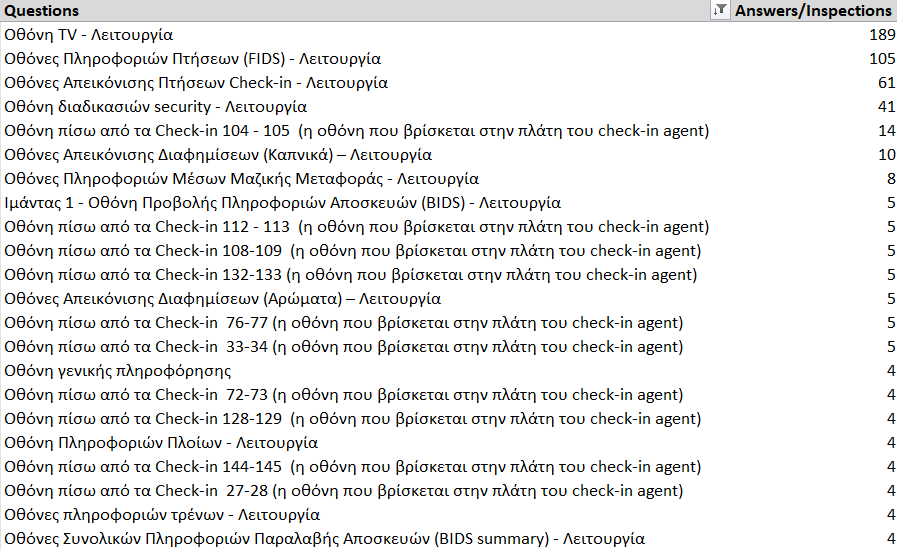 Questions Answers/Inspections
Οθόνη TV - Λειτουργία 189
Οθόνες Πληροφοριών Πτήσεων (FIDS) - Λειτουργία 105
Οθόνες Απεικόνισης Πτήσεων Check-in - Λειτουργία 61
Οθόνη διαδικασιών security - Λειτουργία 41
Οθόνη πίσω από τα Check-in 104 - 105  (η οθόνη που βρίσκεται στην πλάτη του check-in agent) 14
Οθόνες Απεικόνισης Διαφημίσεων (Καπνικά) – Λειτουργία 10
Οθόνες Πληροφοριών Μέσων Μαζικής Μεταφοράς - Λειτουργία 8
Ιμάντας 1 - Οθόνη Προβολής Πληροφοριών Αποσκευών (BIDS) - Λειτουργία 5
Οθόνη πίσω από τα Check-in 112 - 113  (η οθόνη που βρίσκεται στην πλάτη του check-in agent) 5
Οθόνη πίσω από τα Check-in 108-109  (η οθόνη που βρίσκεται στην πλάτη του check-in agent) 5
Οθόνη πίσω από τα Check-in 132-133 (η οθόνη που βρίσκεται στην πλάτη του check-in agent) 5
Οθόνες Απεικόνισης Διαφημίσεων (Αρώματα) – Λειτουργία 5
Οθόνη πίσω από τα Check-in  76-77 (η οθόνη που βρίσκεται στην πλάτη του check-in agent) 5
Οθόνη πίσω από τα Check-in  33-34 (η οθόνη που βρίσκεται στην πλάτη του check-in agent) 5
Οθόνη γενικής πληροφόρησης 4
Οθόνη πίσω από τα Check-in  72-73 (η οθόνη που βρίσκεται στην πλάτη του check-in agent) 4
Οθόνη πίσω από τα Check-in 128-129  (η οθόνη που βρίσκεται στην πλάτη του check-in agent) 4
Οθόνη Πληροφοριών Πλοίων - Λειτουργία 4
Οθόνη πίσω από τα Check-in 144-145  (η οθόνη που βρίσκεται στην πλάτη του check-in agent) 4
Οθόνη πίσω από τα Check-in  27-28 (η οθόνη που βρίσκεται στην πλάτη του check-in agent) 4
Οθόνες πληροφοριών τρένων - Λειτουργία 4
Οθόνες Συνολικών Πληροφοριών Παραλαβής Αποσκευών (BIDS summary) - Λειτουργία 4